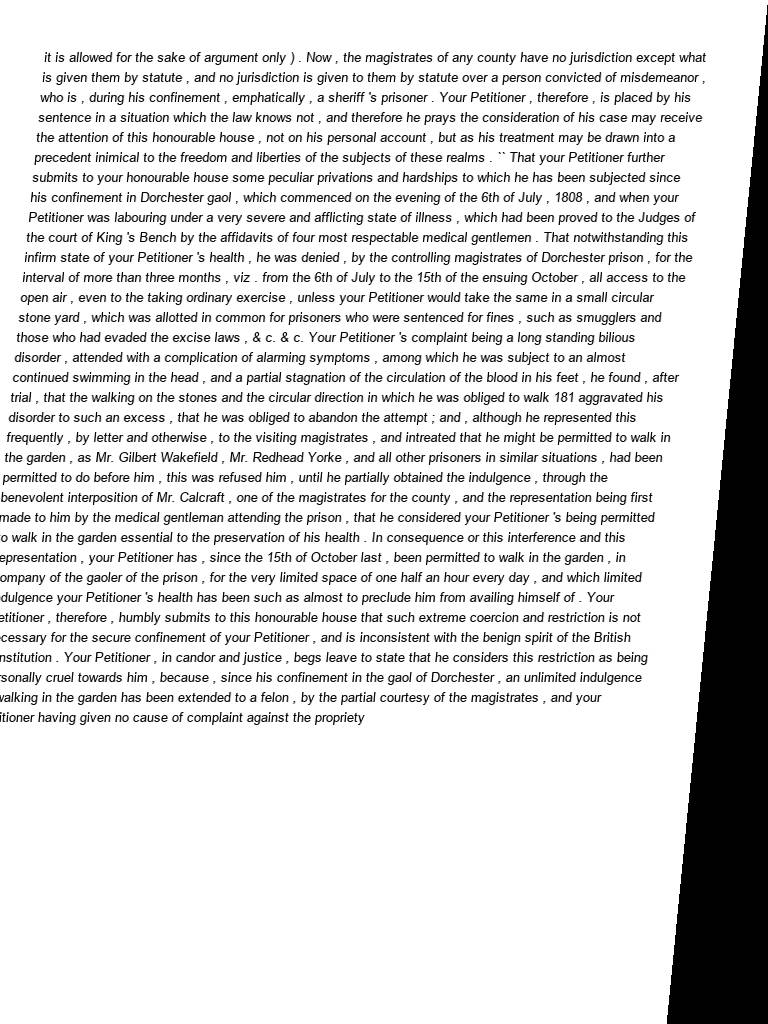 it is allowed for the sake of argument only ) . Now , the magistrates of any county have no jurisdiction except what
is given them by statute , and no jurisdiction is given to them by statute over a person convicted of misdemeanor ,
who is , during his confinement , emphatically , a sheriff 's prisoner . Your Petitioner , therefore , is placed by his
sentence in a situation which the law knows not , and therefore he prays the consideration of his case may receive
the attention of this honourable house , not on his personal account , but as his treatment may be drawn into a
precedent inimical to the freedom and liberties of the subjects of these realms . `` That your Petitioner further
submits to your honourable house some peculiar privations and hardships to which he has been subjected since
his confinement in Dorchester gaol , which commenced on the evening of the 6th of July , 1808 , and when your
Petitioner was labouring under a very severe and afflicting state of illness , which had been proved to the Judges of
the court of King 's Bench by the affidavits of four most respectable medical gentlemen . That notwithstanding this
infirm state of your Petitioner 's health , he was denied , by the controlling magistrates of Dorchester prison , for the
interval of more than three months , viz . from the 6th of July to the 15th of the ensuing October , all access to the
open air , even to the taking ordinary exercise , unless your Petitioner would take the same in a small circular
stone yard , which was allotted in common for prisoners who were sentenced for fines , such as smugglers and
those who had evaded the excise laws , & c. & c. Your Petitioner 's complaint being a long standing bilious
disorder , attended with a complication of alarming symptoms , among which he was subject to an almost
continued swimming in the head , and a partial stagnation of the circulation of the blood in his feet , he found , after
trial , that the walking on the stones and the circular direction in which he was obliged to walk 181 aggravated his
disorder to such an excess , that he was obliged to abandon the attempt ; and , although he represented this
frequently , by letter and otherwise , to the visiting magistrates , and intreated that he might be permitted to walk in
the garden , as Mr. Gilbert Wakefield , Mr. Redhead Yorke , and all other prisoners in similar situations , had been
permitted to do before him , this was refused him , until he partially obtained the indulgence , through the
benevolent interposition of Mr. Calcraft , one of the magistrates for the county , and the representation being first
made to him by the medical gentleman attending the prison , that he considered your Petitioner 's being permitted
to walk in the garden essential to the preservation of his health . In consequence or this interference and this
epresentation , your Petitioner has , since the 15th of October last , been permitted to walk in the garden , in
ompany of the gaoler of the prison , for the very limited space of one half an hour every day , and which limited
dulgence your Petitioner 's health has been such as almost to preclude him from availing himself of . Your
etitioner , therefore , humbly submits to this honourable house that such extreme coercion and restriction is not
cessary for the secure confinement of your Petitioner , and is inconsistent with the benign spirit of the British
nstitution . Your Petitioner , in candor and justice , begs leave to state that he considers this restriction as being
rsonally cruel towards him , because , since his confinement in the gaol of Dorchester , an unlimited indulgence
walking in the garden has been extended to a felon , by the partial courtesy of the magistrates , and your
itioner having given no cause of complaint against the propriety